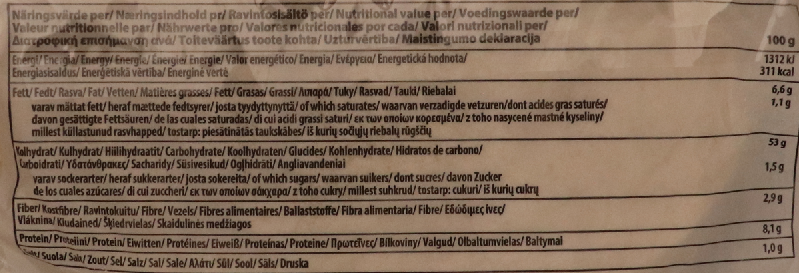 Näringsvärde per/ Næringsindhold pr/ Ravintosisältö per/ Nutritional value per/ Voedingswaarde per/
Valeur nutritionnelle par/ Nährwerte pro/ Valores nutricionales por cada/ Valori nutrizionali per/
Διατροφική επισήμανση ανά/ Toiteväärtus toote kohta/ Uzturvērtība/ Maistingumo deklaracija 100 g
Energi/ Energia/ Energy/ Energie/ Energie/ Energie/ Valor energético/ Energia/ Ενέργεια/ Energetická hodnota/ 1312 kJ
Energiasisaldus/ Enerģētiskā vērtība/ Energinė vertė 311 kcal
Fett/ Fedt/ Rasva/ Fat/ Vetten/ Matières grasses/ Fett/ Grasas/ Grassi/ Λιπαρά/ Tuky/ Rasvad/ Tauki/ Riebalai 6,6 g
varav mättat fett/ heraf mættede fedtsyrer/ josta tyydyttynyttä/ of which saturates/ waarvan verzadigde vetzuren/ dont acides gras saturés/ 1,1 g
davon gesättigte Fettsäuren/ de las cuales saturadas/ di cui acidi grassi saturi/ εκ των οποίων κορεσμένα/ z toho nasycené mastné kyseliny/
millest küllastunud rasvhapped/ tostarp: piesātinātās taukskābes/ iš kurių sočiųjų riebalų rūgščių
Kolhydrat/ Kulhydrat/ Hiilihydraatit/ Carbohydrate/ Koolhydraten/ Glucides/ Kohlenhydrate/ Hidratos de carbono/ 53 g
Carboidrati/ Υδατάνθρακες/ Sacharidy/ Süsivesikud/ Ogļhidrāti/ Angliavandeniai
varav sockerarter/ heraf sukkerarter/ josta sokereita/ of which sugars/ waarvan suikers/ dont sucres/ davon Zucker 1,5 g
de los cuales azúcares/ di cui zuccheri/ εκ των οποίων σάκχαρα/ z toho cukry/ millest suhkrud/ tostarp: cukuri/ iš kurių cukrų
Fiber/ Kostfibre/ Ravintokuitu/ Fibre/ Vezels/ Fibres alimentaires/ Ballaststoffe/ Fibra alimentaria/ Fibre/ Εδώδιμες ίνες/ 2,9 g
Vláknina/ Kiudained/ Šķiedrvielas/ Skaidulinės medžiagos
Protein/ Proteiini/ Protein/ Eiwitten/ Protéines/ Eiweiß/ Proteínas/ Proteine/ Πρωτεΐνες/ Bílkoviny/ Valgud/ Olbaltumvielas/ Baltymai 8,1 g
Suola/ Salt/ Zout/ Sel/ Salz/ Sal/ Sale/ Αλάτι/ Sůl/ Sool/ Sāls/ Druska 1,0 g